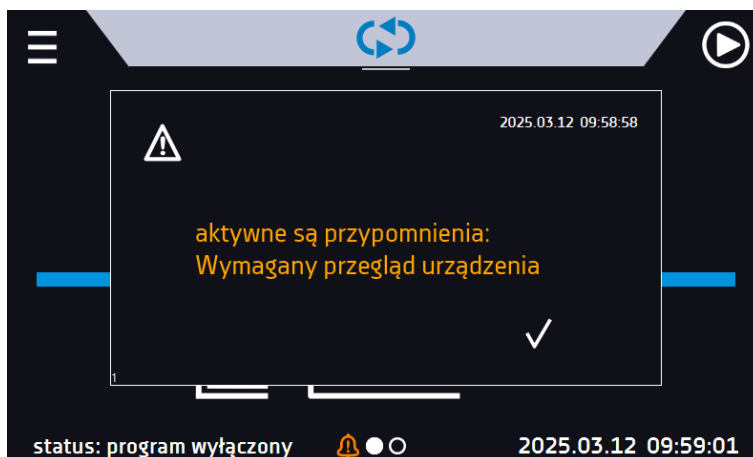 2025.03.12 09:58:58
aktywne są przypomnienia:
Wymagany przegląd urządzenia
1
status: program wyłączony
2025.03.12 09:59:01